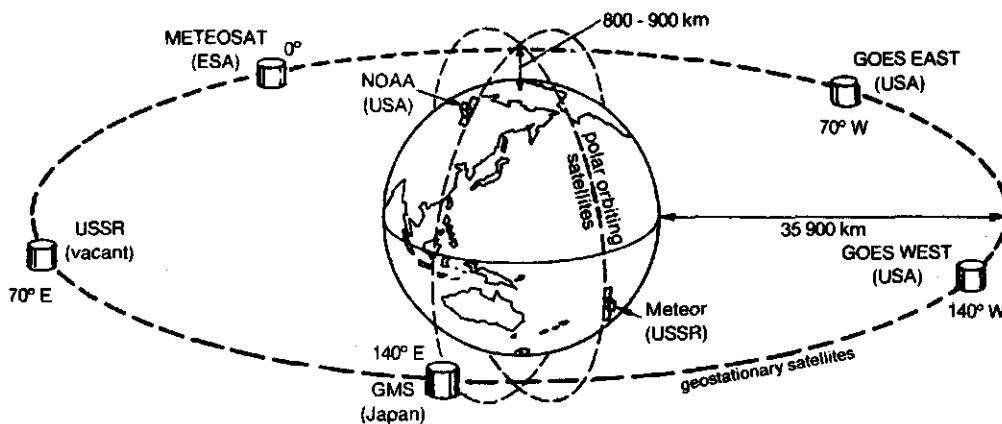 800 - 900 km
METEOSAT
(ESA)
0°
NOAA
(USA)
GOES EAST
(USA)
70° W
polar orbiting
satellites
USSR
(vacant)
70° E
35 900 km
GOES WEST
(USA)
140° W
Meteor
(USSR)
140° E
GMS
(Japan)
geostationary satellites